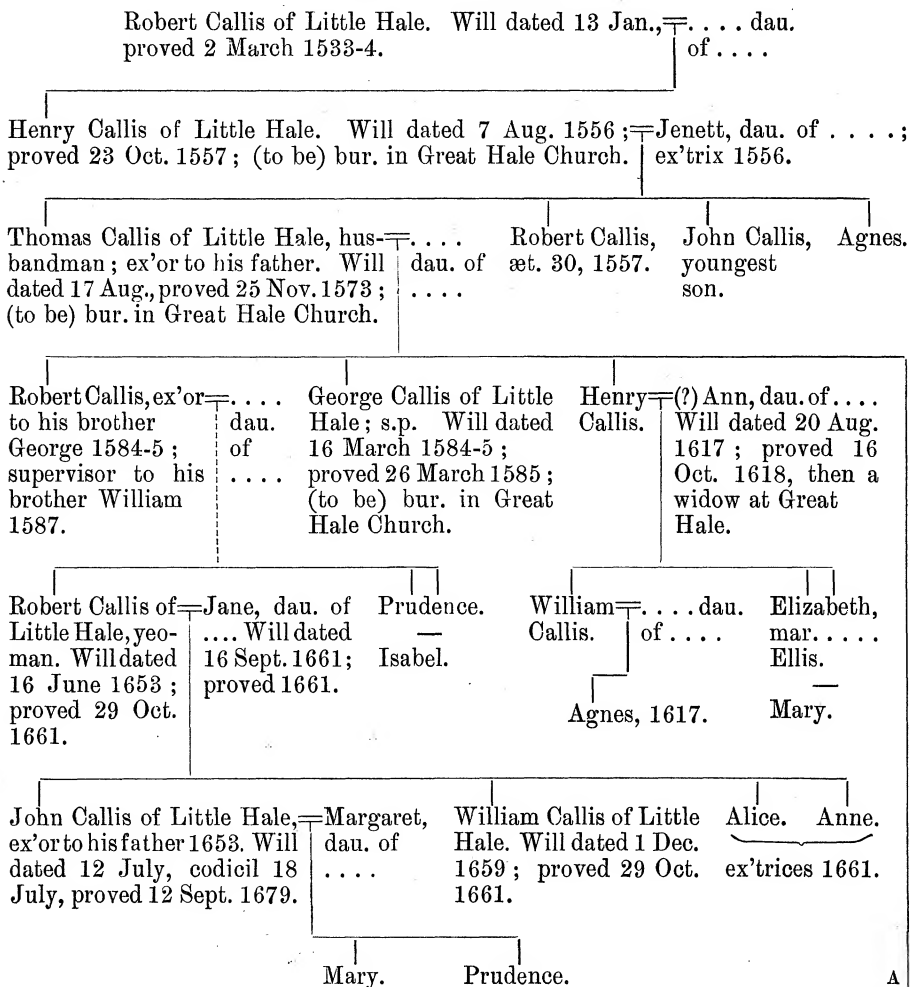 Robert Callis of Little Hale. Will dated 13 Jan., . . . . dau.
proved 2 March 1533-4. of . . . .
Henry Callis of Little Hale. Will dated 7 Aug. 1556 ; Jenett, dau. of . . . . ;
proved 23 Oct. 1557 ; (to be) bur. in Great Hale Church. ex'trix 1556.
Thomas Callis of Little Hale, hus-
bandman ; ex'or to his father. Will
dated 17 Aug., proved 25 Nov. 1573 ;
(to be) bur. in Great Hale Church.
. . . .
dau. of
. . . .
Robert Callis,
æt. 30, 1557.
John Callis,
youngest
son.
Agnes.
Robert Callis, ex'or
to his brother
George 1584-5 ;
supervisor to his
brother William
1587.
. . . .
dau.
of
. . . .
George Callis of Little
Hale ; s.p. Will dated
16 March 1584-5 ;
proved 26 March 1585 ;
(to be) bur. in Great
Hale Church.
Henry
Callis.
(?) Ann, dau. of . . . .
Will dated 20 Aug.
1617 ; proved 16
Oct. 1618, then a
widow at Great
Hale.
Robert Callis of
Little Hale, yeo-
man. Will dated
16 June 1653 ;
proved 29 Oct.
1661.
Jane, dau. of
.... Will dated
16 Sept. 1661 ;
proved 1661.
Prudence.
—
Isabel.
William
Callis.
. . . . dau.
of . . . .
Agnes, 1617.
Elizabeth,
mar. . . . .
Ellis.
—
Mary.
John Callis of Little Hale,
ex'or to his father 1653. Will
dated 12 July, codicil 18
July, proved 12 Sept. 1679.
Margaret,
dau. of
. . . .
William Callis of Little
Hale. Will dated 1 Dec.
1659 ; proved 29 Oct.
1661.
Alice. Anne.
ex'trices 1661.
Mary. Prudence.
A